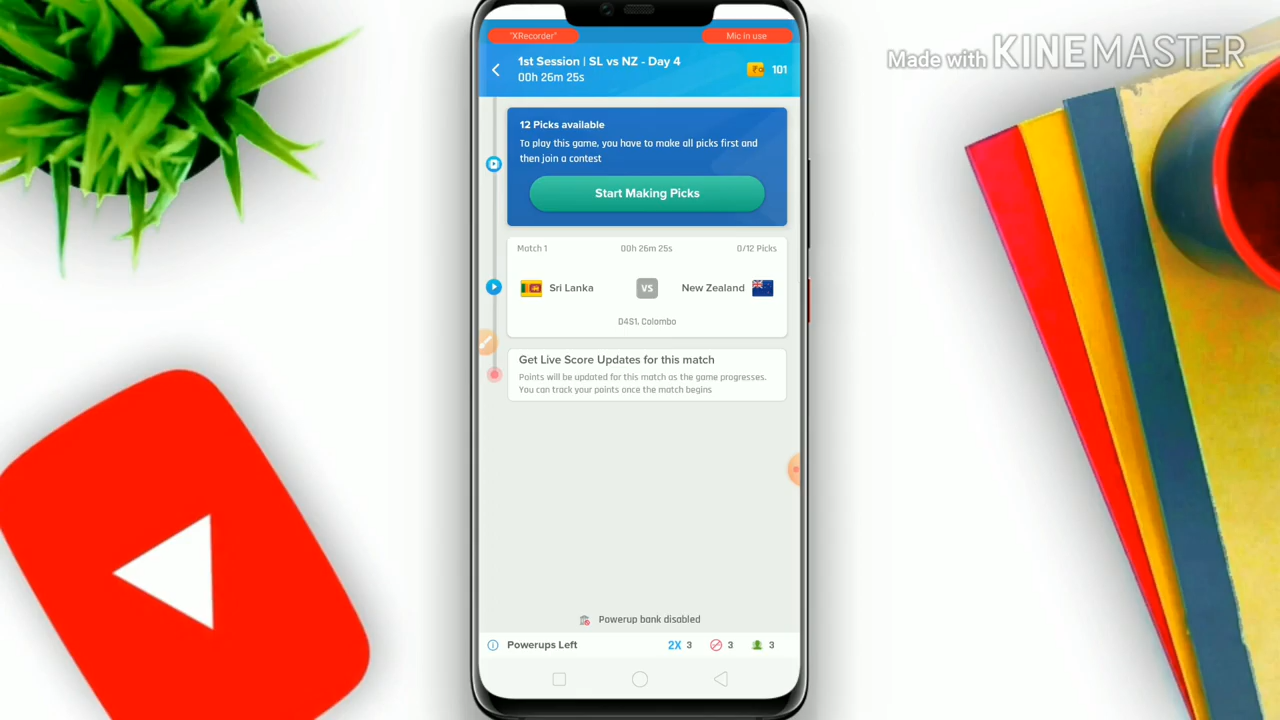 "XRecorder"
Mic in use
Made with KINEMASTER
1st Session | SL vs NZ - Day 4
00h 26m 25s
101
12 Picks available
To play this game, you have to make all picks first and
then join a contest
Start Making Picks
Match 1
00h 26m 25s
0/12 Picks
Sri Lanka
VS
New Zealand
D4S1, Colombo
Get Live Score Updates for this match
Points will be updated for this match as the game progresses.
You can track your points once the match begins
Powerup bank disabled
Powerups Left
2X 3
3
3